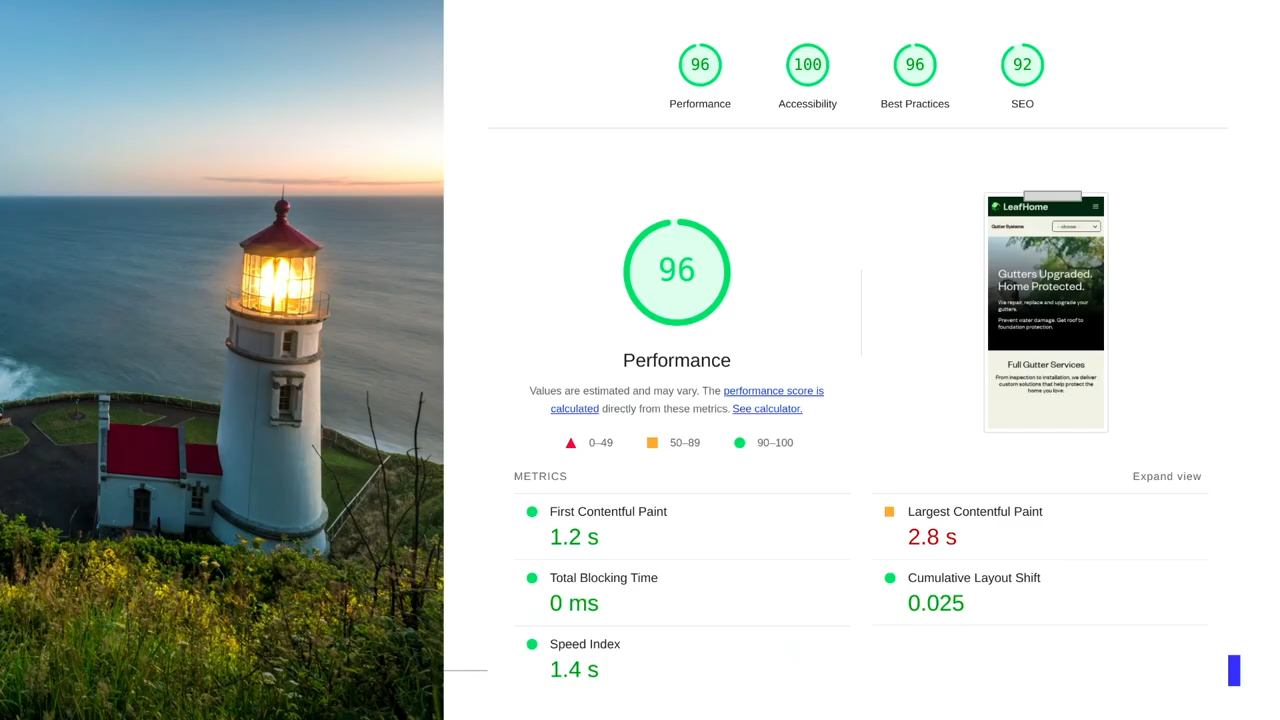 96
100
96
92
Performance
Accessibility
Best Practices
SEO
96
Performance
Values are estimated and may vary. The performance score is
calculated directly from these metrics. See calculator.
0–49
50–89
90–100
LeafHome
Gutter Systems
- choose -
Gutters Upgraded.
Home Protected.
We repair, replace and upgrade your
gutters.
Prevent water damage. Get roof to
foundation protection.
Full Gutter Services
From inspection to installation, we deliver
custom solutions that help protect the
home you love.
METRICS
Expand view
First Contentful Paint
1.2 s
Largest Contentful Paint
2.8 s
Total Blocking Time
0 ms
Cumulative Layout Shift
0.025
Speed Index
1.4 s